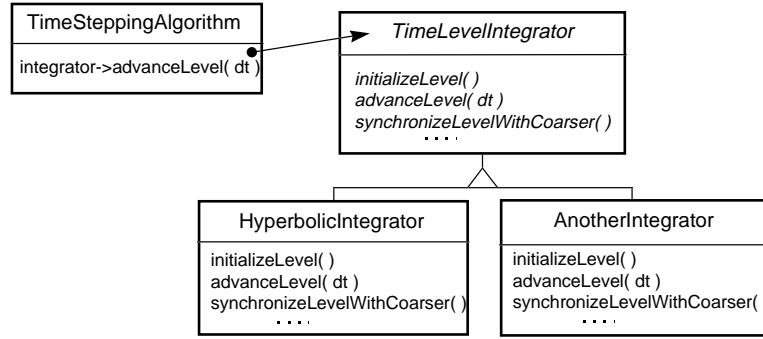 TimeSteppingAlgorithm
integrator->advanceLevel( dt )
TimeLevelIntegrator
initializeLevel( )
advanceLevel( dt )
synchronizeLevelWithCoarser( )
....
HyperbolicIntegrator
initializeLevel( )
advanceLevel( dt )
synchronizeLevelWithCoarser( )
....
AnotherIntegrator
initializeLevel( )
advanceLevel( dt )
synchronizeLevelWithCoarser(
....